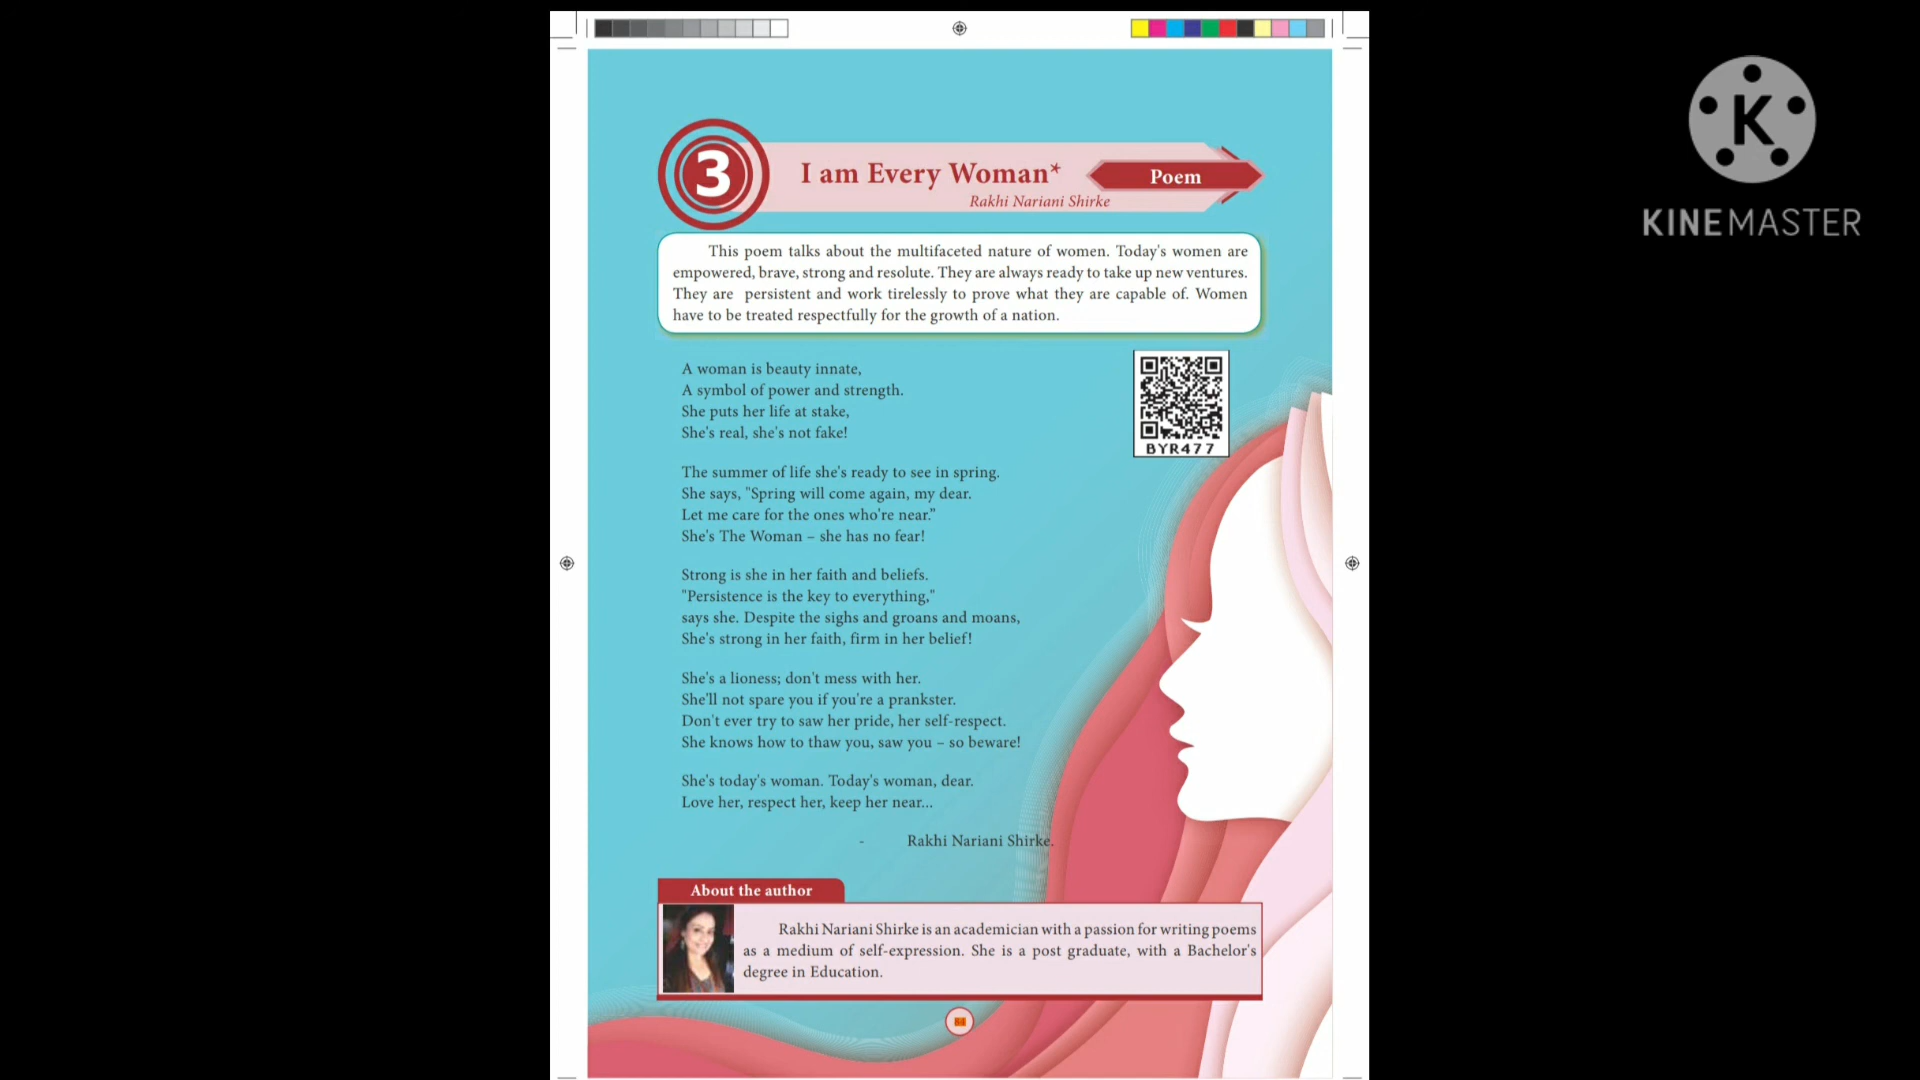 3
I am Every Woman*
Poem
Rakhi Nariani Shirke
This poem talks about the multifaceted nature of women. Today's women are
empowered, brave, strong and resolute. They are always ready to take up new ventures.
They are persistent and work tirelessly to prove what they are capable of. Women
have to be treated respectfully for the growth of a nation.
A woman is beauty innate,
A symbol of power and strength.
She puts her life at stake,
She's real, she's not fake!
BYR477
The summer of life she's ready to see in spring.
She says, "Spring will come again, my dear.
Let me care for the ones who're near.”
She's The Woman – she has no fear!
Strong is she in her faith and beliefs.
"Persistence is the key to everything,"
says she. Despite the sighs and groans and moans,
She's strong in her faith, firm in her belief!
She's a lioness; don't mess with her.
She'll not spare you if you're a prankster.
Don't ever try to saw her pride, her self-respect.
She knows how to thaw you, saw you – so beware!
She's today's woman. Today's woman, dear.
Love her, respect her, keep her near...
- Rakhi Nariani Shirke.
About the author
Rakhi Nariani Shirke is an academician with a passion for writing poems
as a medium of self-expression. She is a post graduate, with a Bachelor's
degree in Education.
K
KINEMASTER